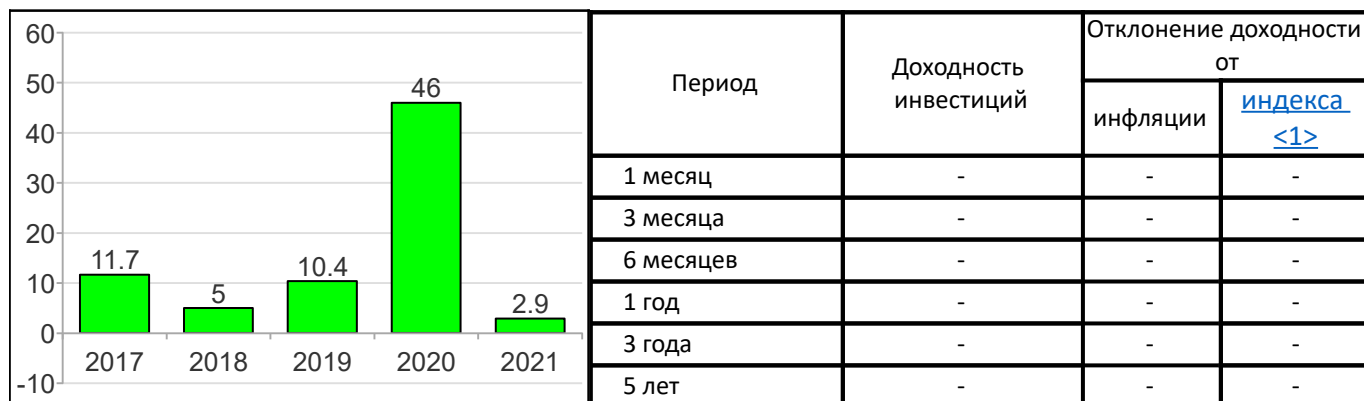 60
50
40
30
20
10
0
-10
11.7
5
10.4
46
2.9
2017 2018 2019 2020 2021
Период
Доходность
инвестиций
Отклонение доходности
от
инфляции
индекса
<1>
1 месяц - - -
3 месяца - - -
6 месяцев - - -
1 год - - -
3 года - - -
5 лет - - -